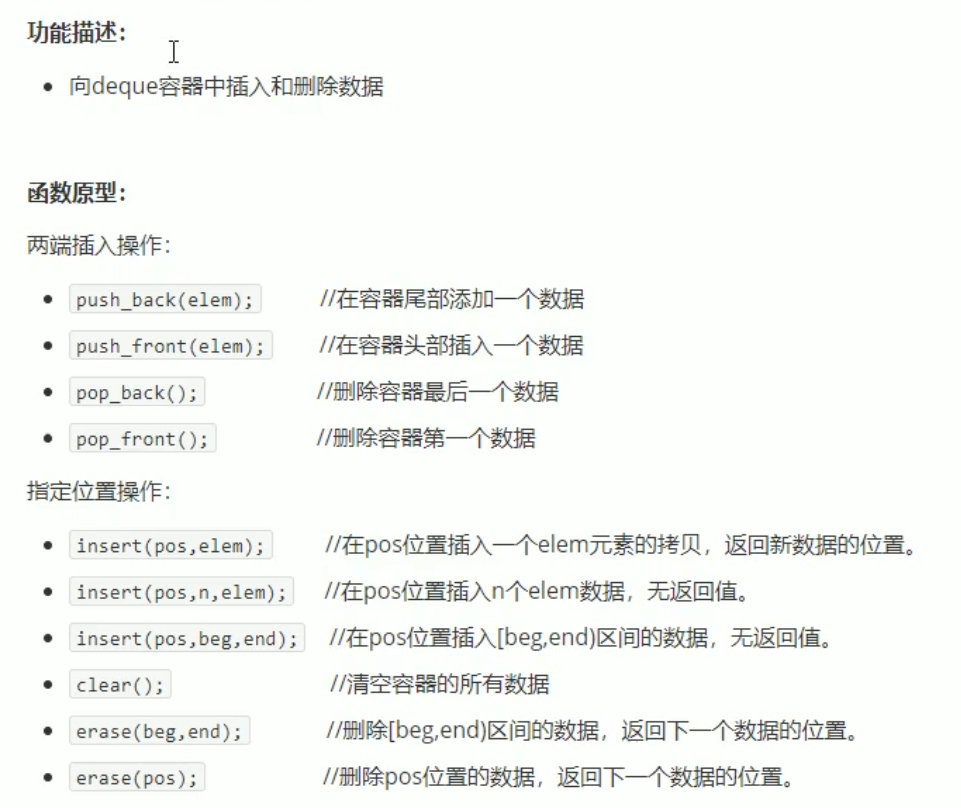 功能描述：
向deque容器中插入和删除数据
函数原型：
两端插入操作：
push_back(elem); //在容器尾部添加一个数据
push_front(elem); //在容器头部插入一个数据
pop_back(); //删除容器最后一个数据
pop_front(); //删除容器第一个数据
指定位置操作：
insert(pos,elem); //在pos位置插入一个elem元素的拷贝，返回新数据的位置。
insert(pos,n,elem); //在pos位置插入n个elem数据，无返回值。
insert(pos,beg,end); //在pos位置插入[beg,end)区间的数据，无返回值。
clear(); //清空容器的所有数据
erase(beg,end); //删除[beg,end)区间的数据，返回下一个数据的位置。
erase(pos); //删除pos位置的数据，返回下一个数据的位置。